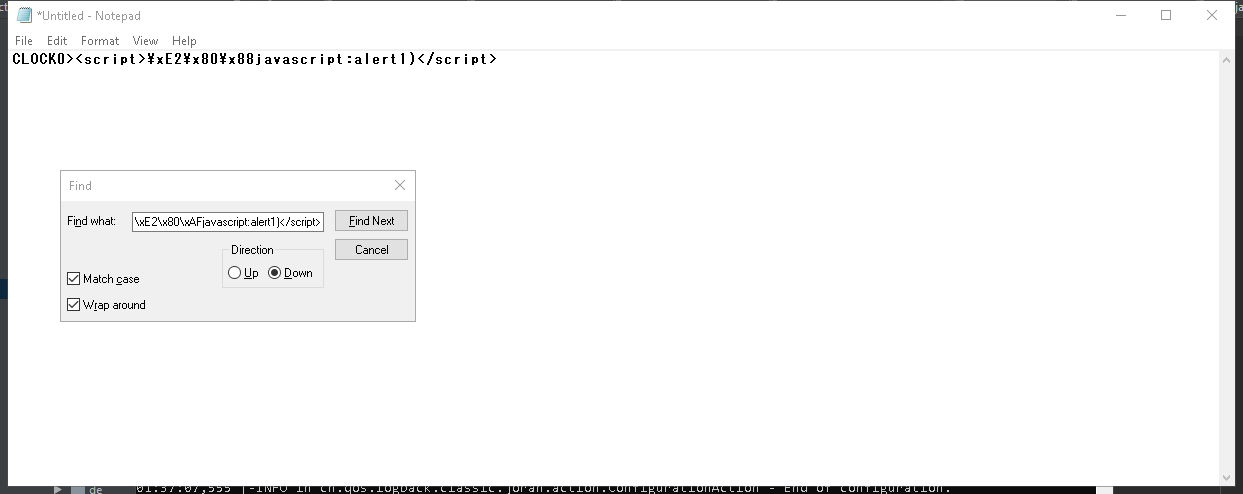 *Untitled - Notepad
File Edit Format View Help
CLOCK0><script>¥xE2¥x80¥x88javascript:alert1)</script>
Find
Find what: \xE2\x80\xAFjavascript:alert1)</script> Find Next
Direction Cancel
Up Down
Match case
Wrap around
de 01:37:07,555 |-INFO in ch.qos.logback.classic.joran.action.ConfigurationAction - End of configuration.